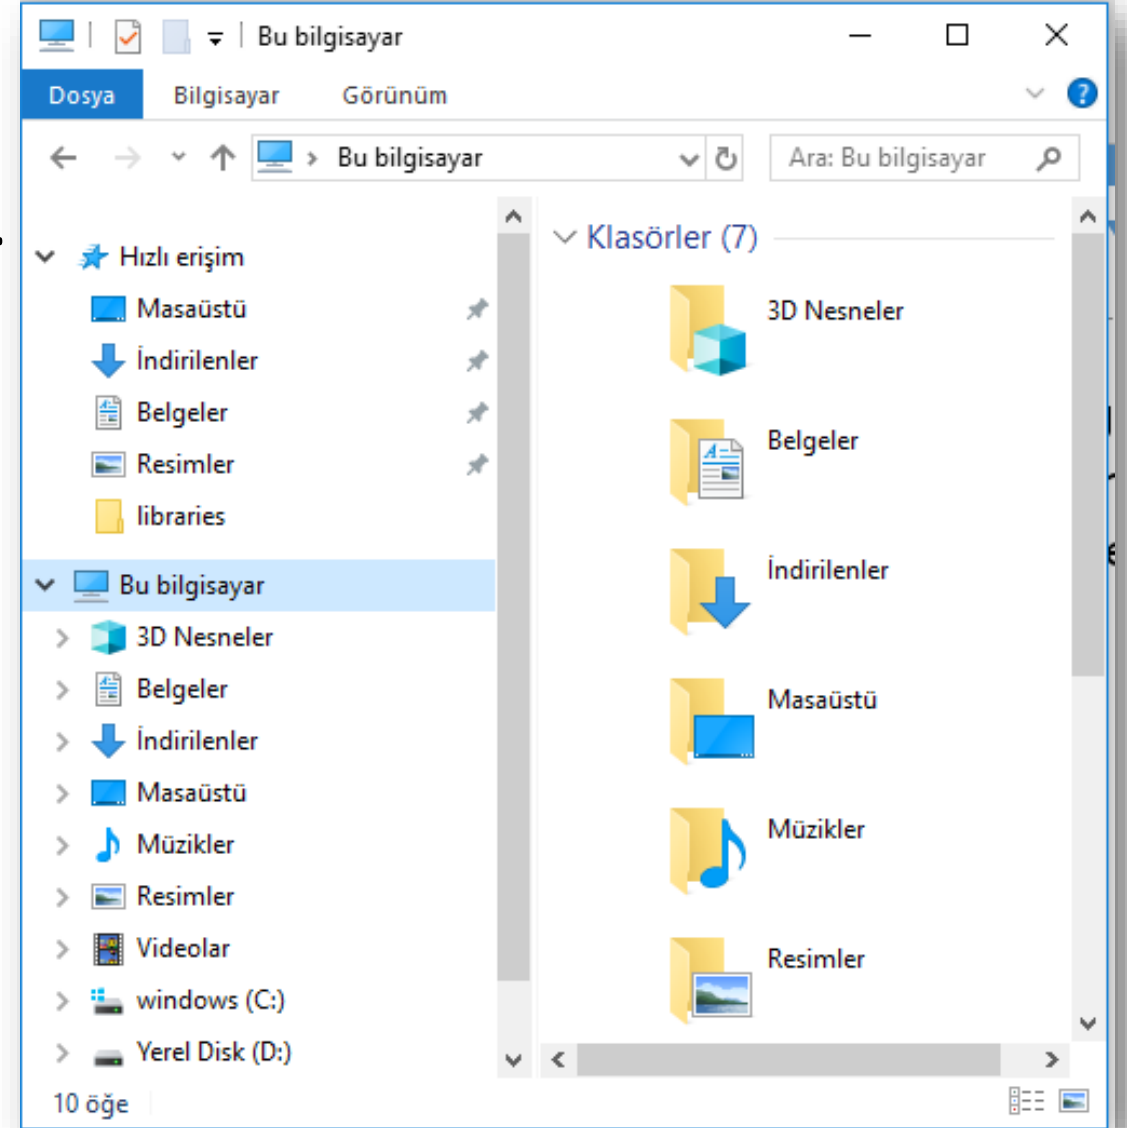 Bu bilgisayar
Dosya Bilgisayar Görünüm
Bu bilgisayar
Ara: Bu bilgisayar
Hızlı erişim
Masaüstü
İndirilenler
Belgeler
Resimler
libraries
Bu bilgisayar
3D Nesneler
Belgeler
İndirilenler
Masaüstü
Müzikler
Resimler
Videolar
windows (C:)
Yerel Disk (D:)
Klasörler (7)
3D Nesneler
Belgeler
İndirilenler
Masaüstü
Müzikler
Resimler
10 öğe